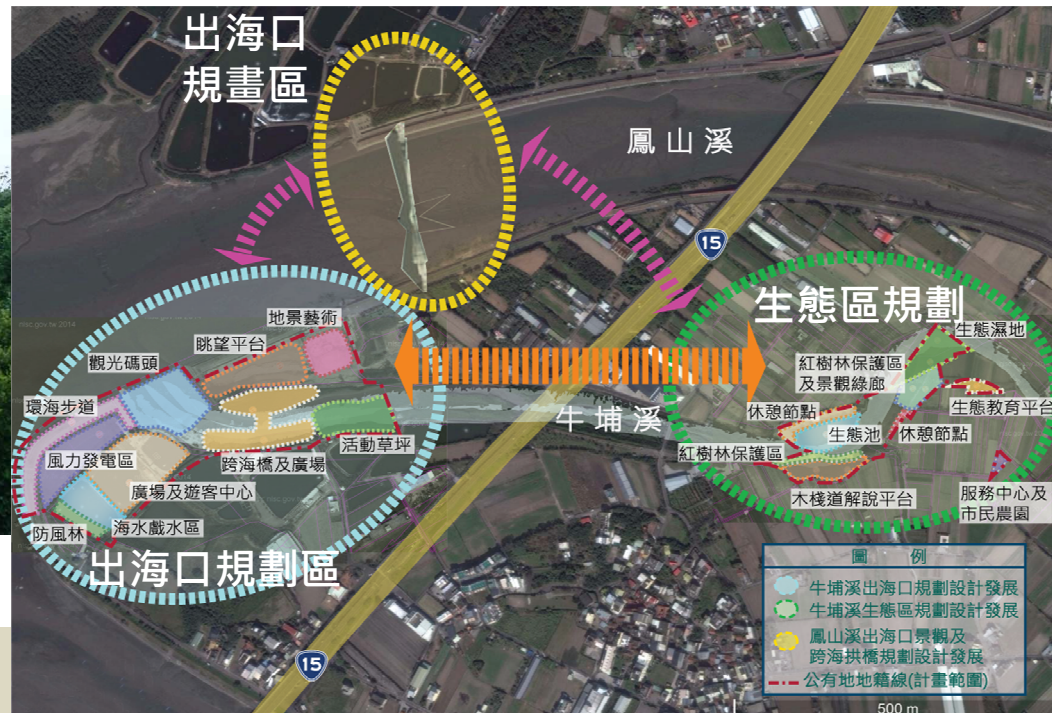 出海口
規畫區
鳳山溪
15
生態區規劃
nlsc.gov.tw 2014
地景藝術
眺望平台
觀光碼頭
環海步道
風力發電區
廣場及遊客中心
跨海橋及廣場
活動草坪
防風林
海水戲水區
出海口規劃區
牛埔溪
生態濕地
紅樹林保護區
及景觀綠廊
生態教育平台
休憩節點
生態池
休憩節點
紅樹林保護區
木棧道解說平台
服務中心及
市民農園
15
圖 例
牛埔溪出海口規劃設計發展
牛埔溪生態區規劃設計發展
鳳山溪出海口景觀及
跨海拱橋規劃設計發展
公有地地籍線(計畫範圍)
500 m